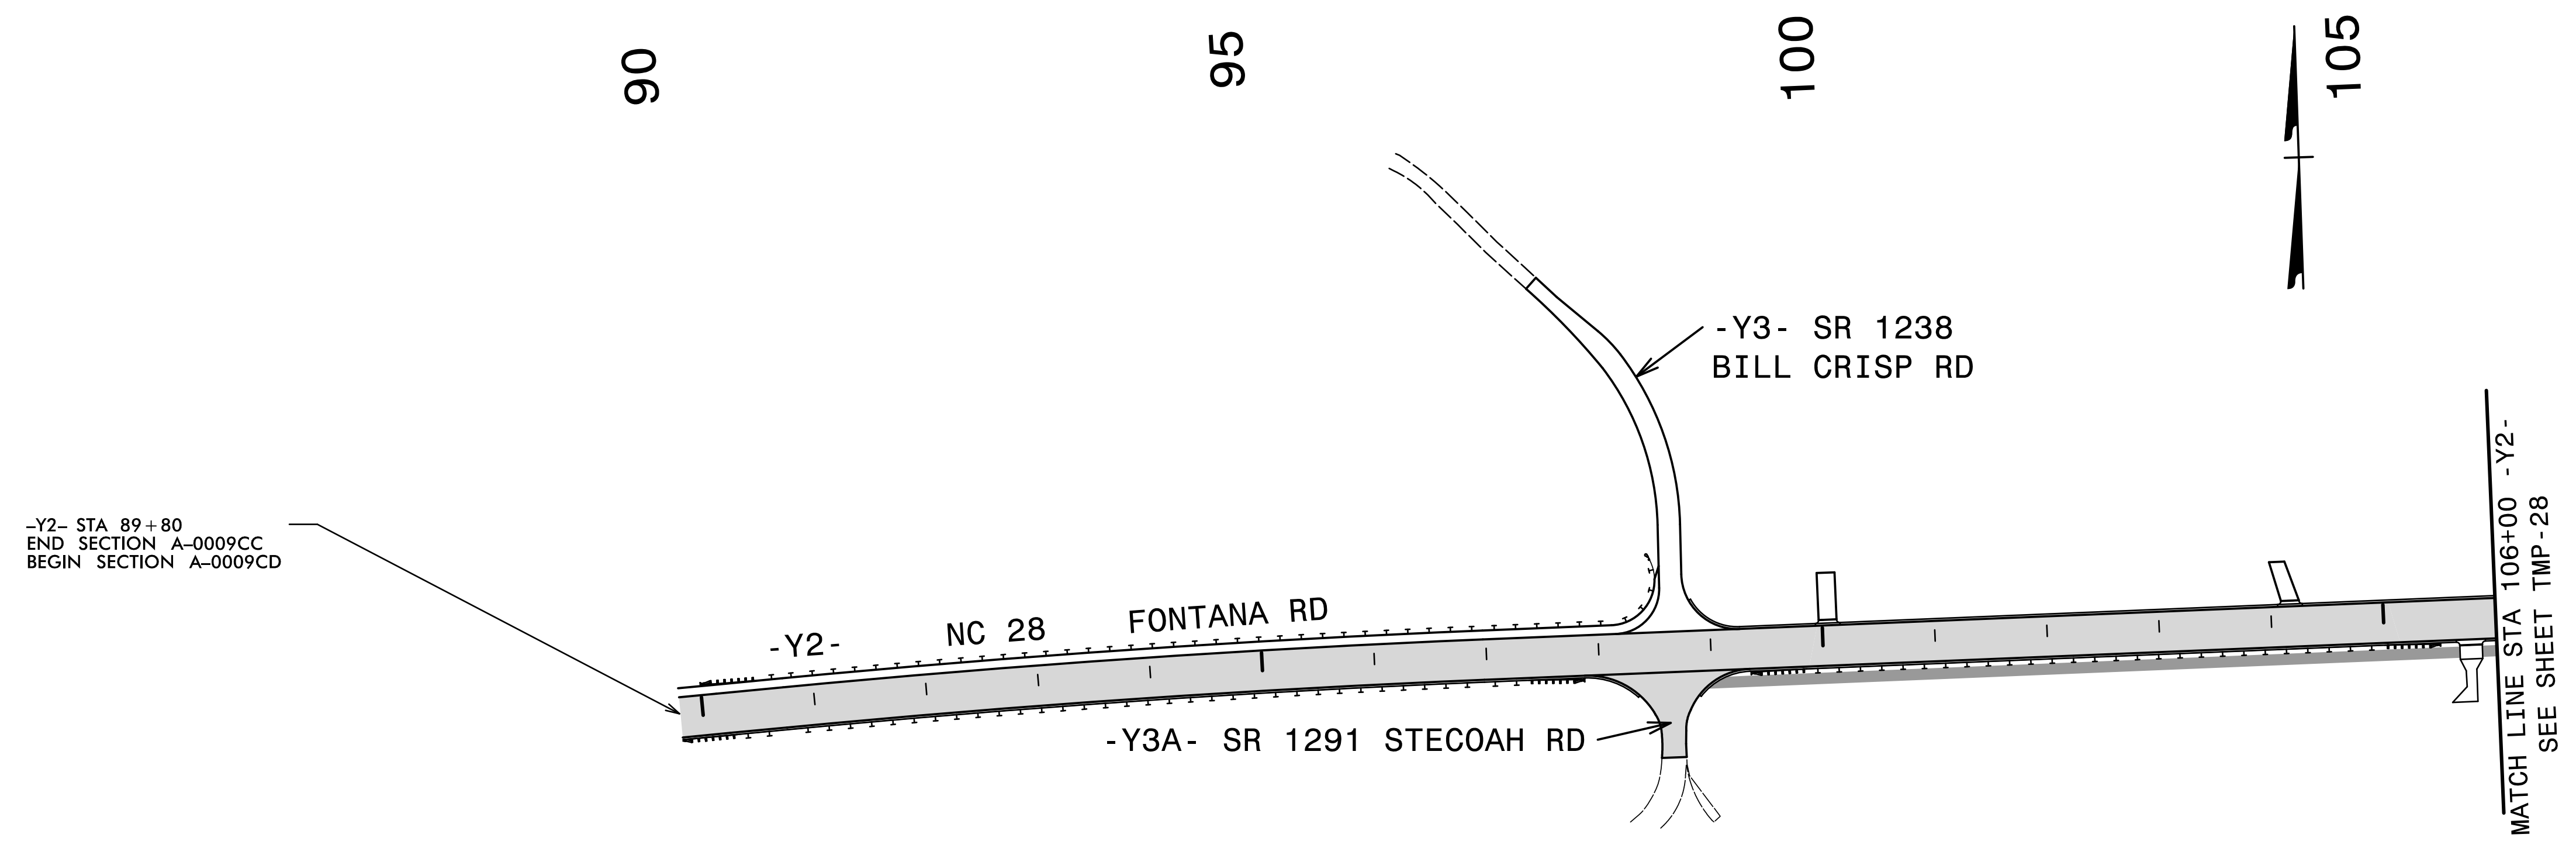 90
95
100
105
-Y3- SR 1238
BILL CRISP RD
–Y2– STA 89+80
END SECTION A–0009CC
BEGIN SECTION A–0009CD
-Y2- NC 28 FONTANA RD
-Y3A- SR 1291 STECOAH RD
MATCH LINE STA 106+00 -Y2-
SEE SHEET TMP-28